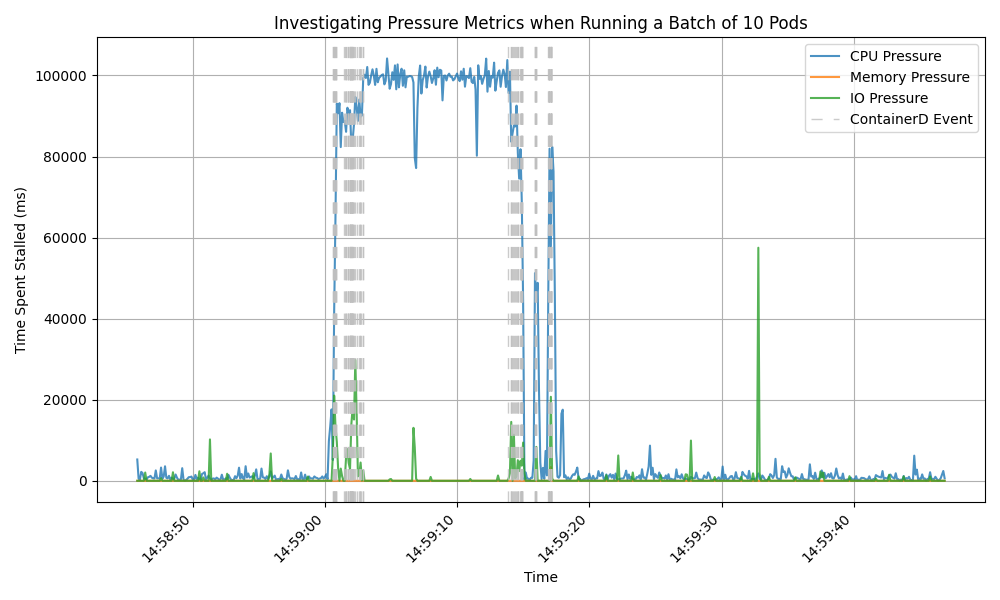 Investigating Pressure Metrics when Running a Batch of 10 Pods
CPU Pressure
Memory Pressure
IO Pressure
ContainerD Event
Time Spent Stalled (ms)
100000
80000
60000
40000
20000
0
14:58:50
14:59:00
14:59:10
14:59:20
14:59:30
14:59:40
Time